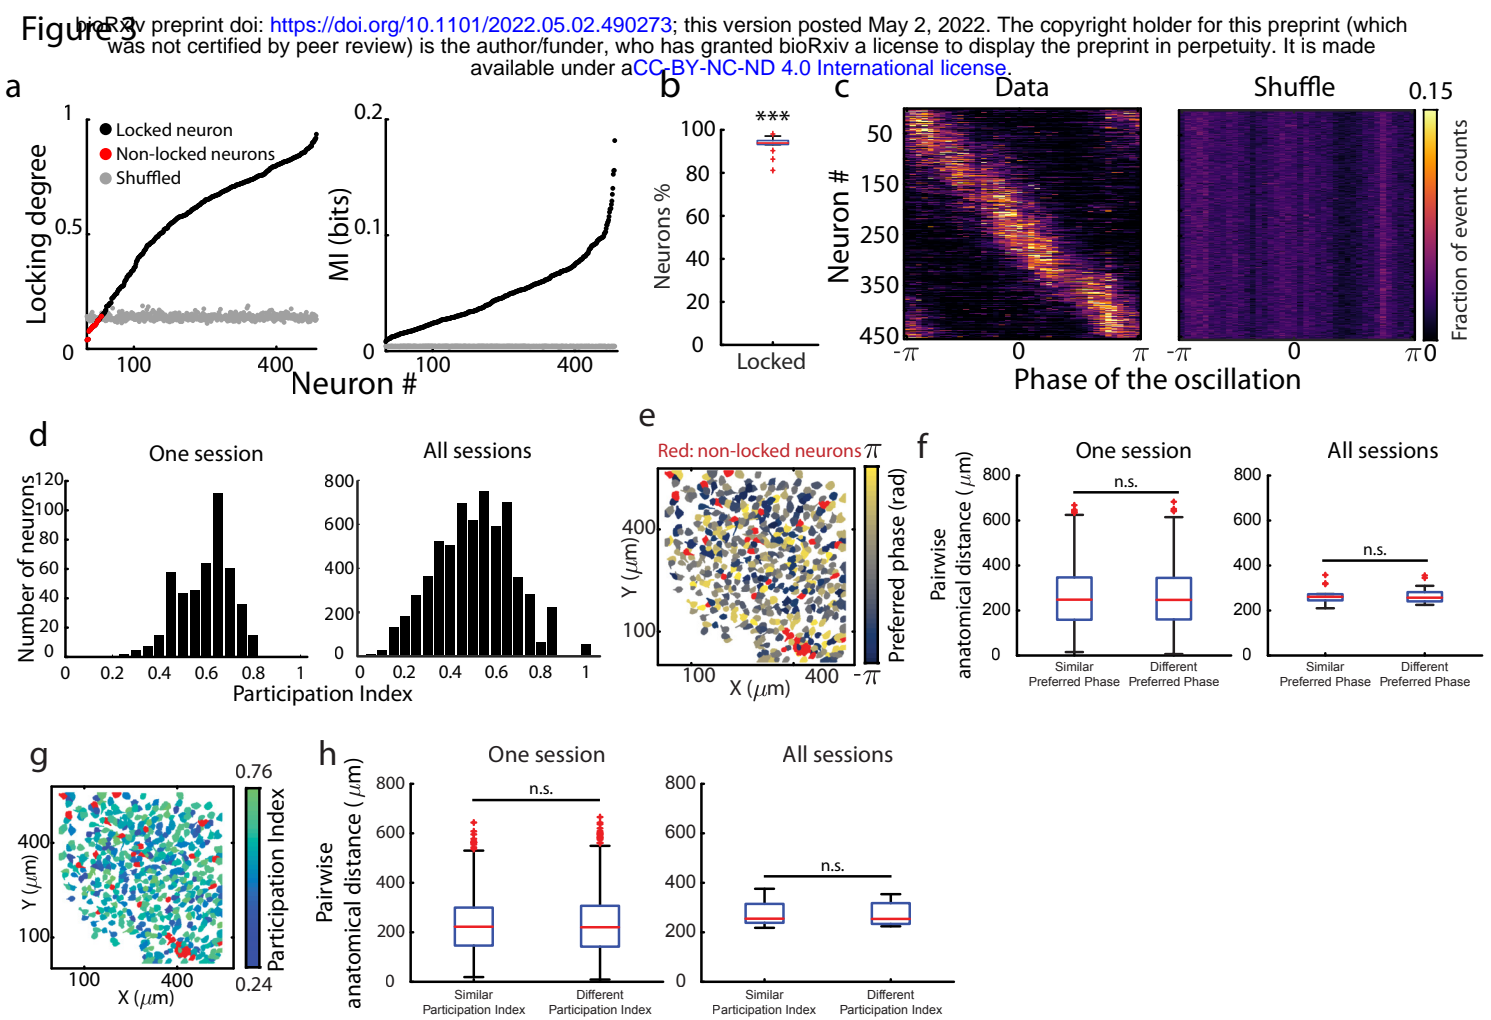 Figure 3
bioRxiv preprint doi: https://doi.org/10.1101/2022.05.02.490273; this version posted May 2, 2022. The copyright holder for this preprint (which
was not certified by peer review) is the author/funder, who has granted bioRxiv a license to display the preprint in perpetuity. It is made
available under aCC-BY-NC-ND 4.0 International license.
a
Locking degree
1
0.5
0
Locked neuron
Non-locked neurons
Shuffled
100
400
MI (bits)
0.2
0.1
0
100
400
Neuron #
b
***
Neurons %
100
80
60
40
20
0
Locked
c
Data
Shuffle
0.15
Neuron #
50
150
250
350
450
-π
0
π
-π
0
π
0
Fraction of event counts
Phase of the oscillation
d
One session
All sessions
Number of neurons
120
100
80
60
40
20
0
0
0.2
0.4
0.6
0.8
1
800
600
400
200
0
0
0.2
0.4
0.6
0.8
1
Participation Index
e
Red: non-locked neurons
π
Preferred phase (rad)
-π
Y (μm)
400
100
100
400
X (μm)
f
One session
All sessions
Pairwise
anatomical distance (μm)
800
600
400
200
0
n.s.
Similar
Preferred Phase
Different
Preferred Phase
800
600
400
200
0
n.s.
Similar
Preferred Phase
Different
Preferred Phase
g
0.76
Participation Index
0.24
Y (μm)
400
100
100
400
X (μm)
h
One session
All sessions
Pairwise
anatomical distance (μm)
800
600
400
200
0
n.s.
Similar
Participation Index
Different
Participation Index
800
600
400
200
0
n.s.
Similar
Participation Index
Different
Participation Index